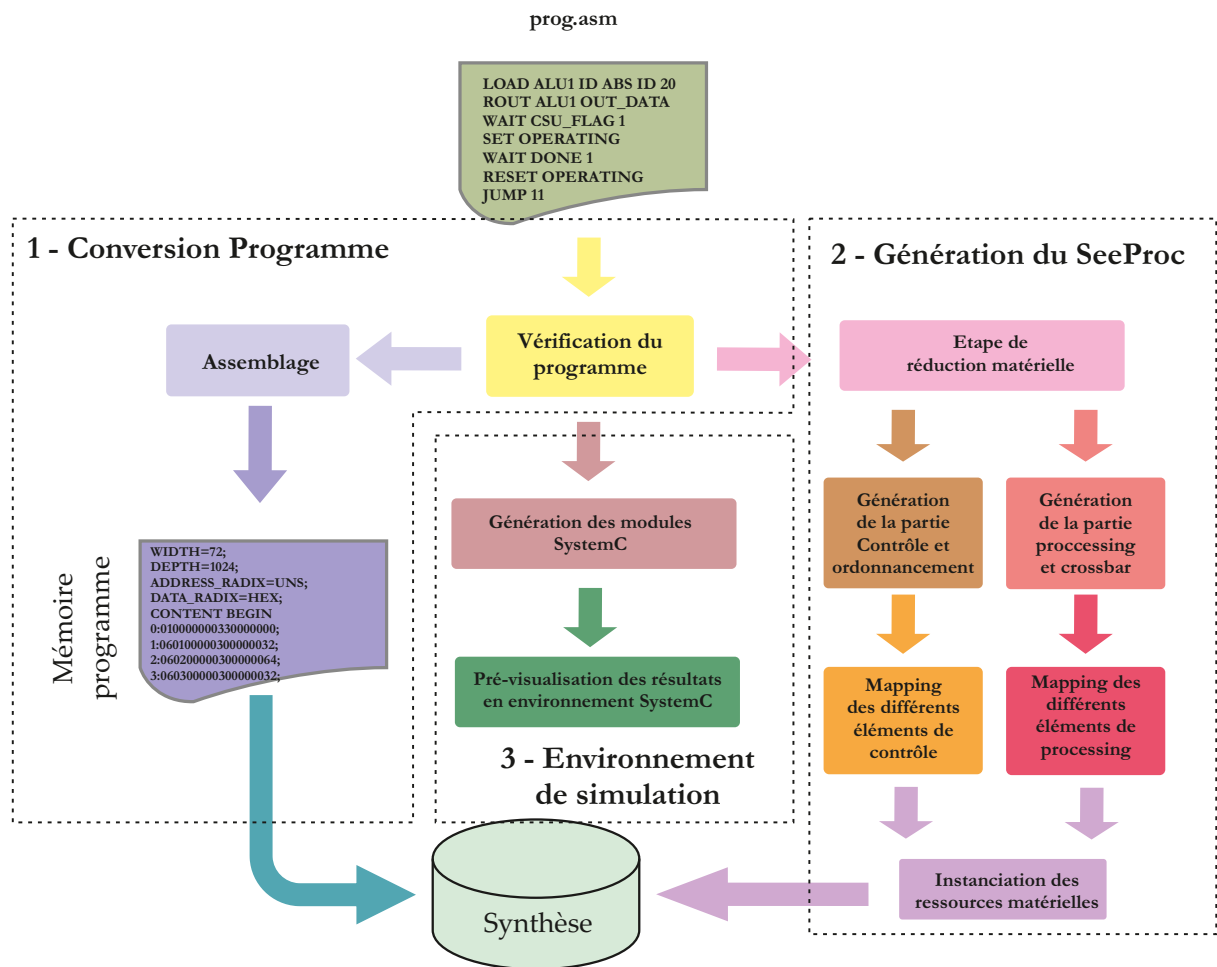 prog.asm
LOAD ALU1 ID ABS ID 20
ROUT ALU1 OUT_DATA
WAIT CSU_FLAG 1
SET OPERATING
WAIT DONE 1
RESET OPERATING
JUMP 11
1 - Conversion Programme
Assemblage
Vérification du
programme
Mémoire
programme
WIDTH=72;
DEPTH=1024;
ADDRESS_RADIX=UNS;
DATA_RADIX=HEX;
CONTENT BEGIN
0:010000000330000000;
1:060100000300000032;
2:060200000300000064;
3:060300000300000032;
2 - Génération du SeeProc
Etape de
réduction matérielle
Génération
de la partie
Contrôle et
ordonnancement
Génération
de la partie
proccessing
et crossbar
Mapping
des différents
éléments de
contrôle
Mapping des
différents
éléments de
processing
Instanciation des
ressources matérielles
Génération des modules
SystemC
Pré-visualisation des résultats
en environnement SystemC
3 - Environnement
de simulation
Synthèse